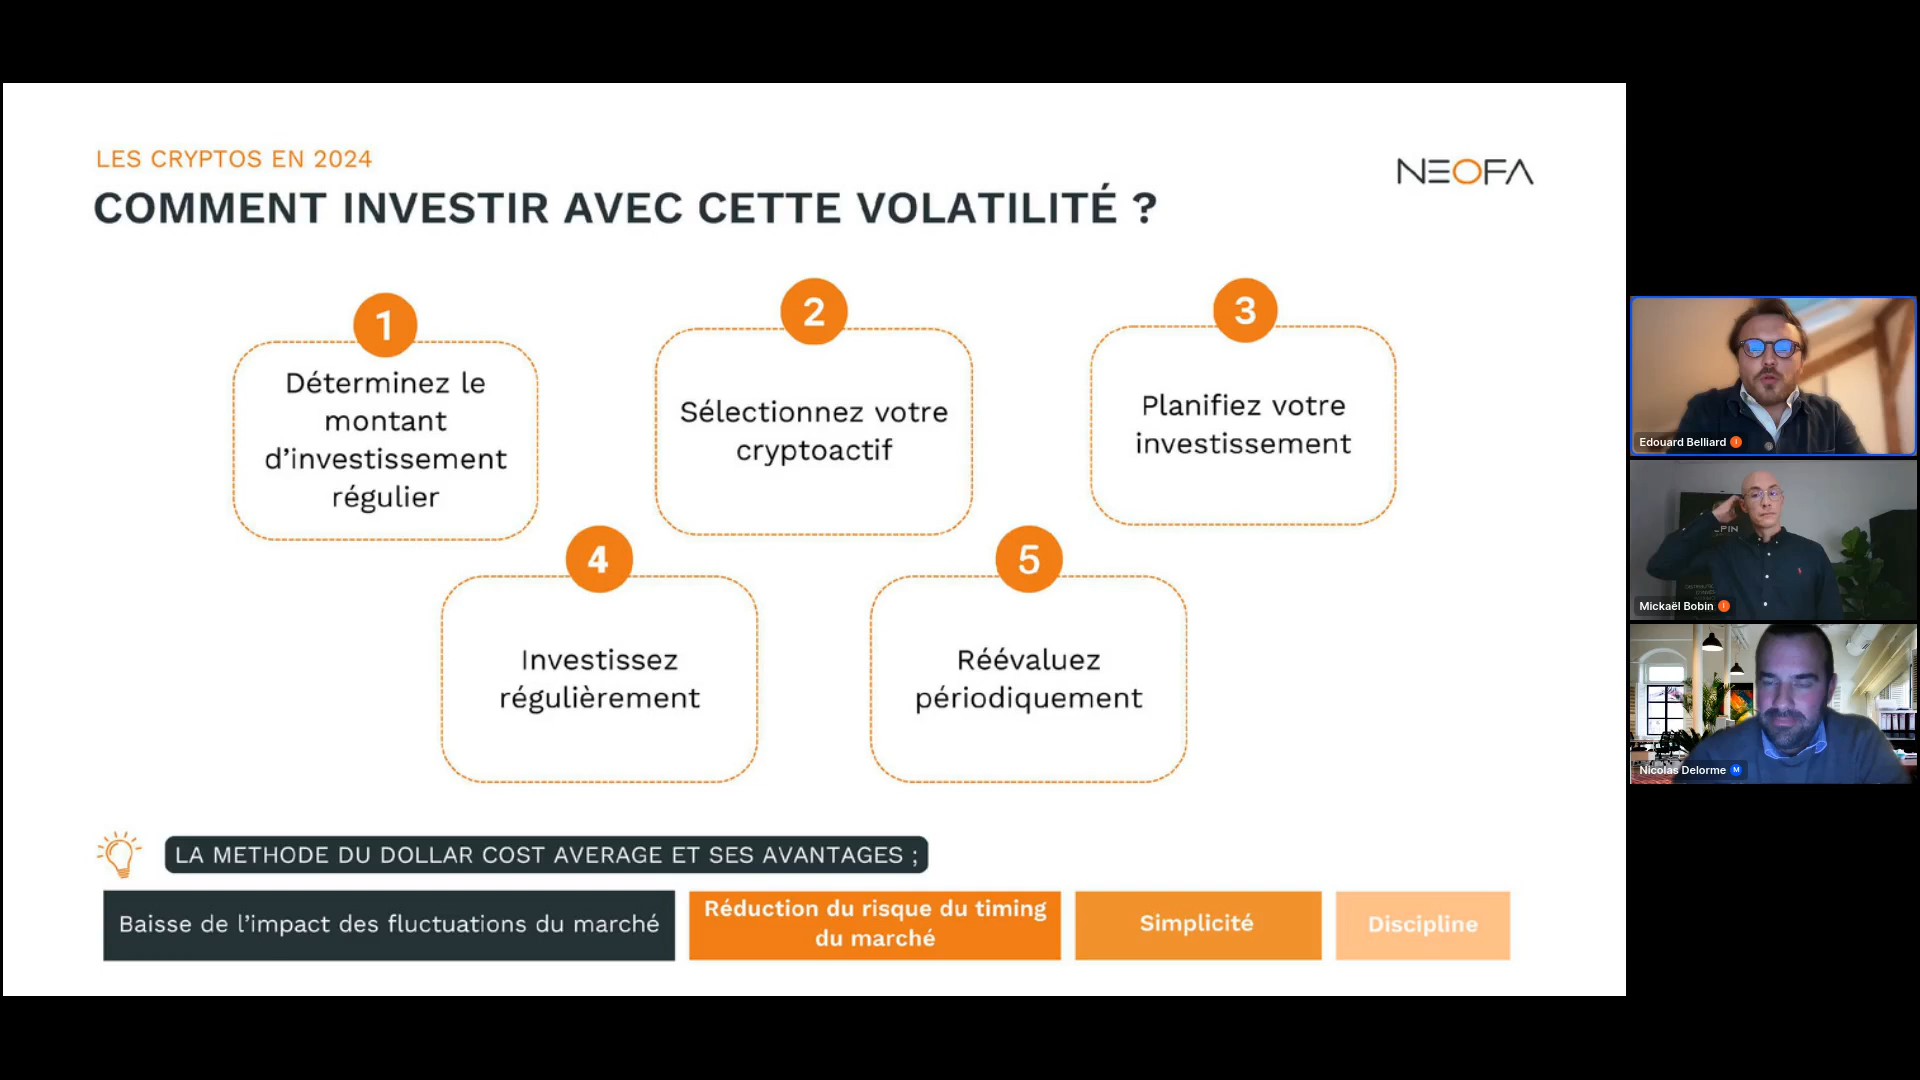 LES CRYPTOS EN 2024
NEOFA
COMMENT INVESTIR AVEC CETTE VOLATILITÉ ?
1
Déterminez le
montant
d’investissement
régulier
2
Sélectionnez votre
cryptoactif
3
Planifiez votre
investissement
4
Investissez
régulièrement
5
Réévaluez
périodiquement
LA METHODE DU DOLLAR COST AVERAGE ET SES AVANTAGES ;
Baisse de l’impact des fluctuations du marché
Réduction du risque du timing
du marché
Simplicité
Discipline
Edouard Belliard
Mickaël Bobin
Nicolas Delorme M